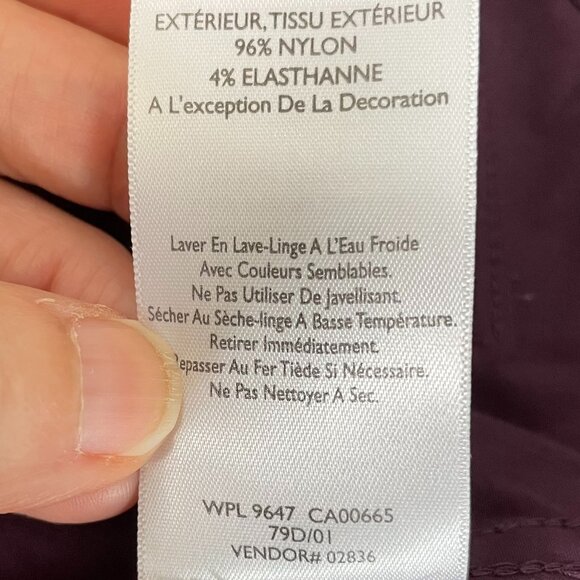 EXTÉRIEUR, TISSU EXTÉRIEUR
96% NYLON
4% ELASTHANNE
A L'exception De La Decoration
Laver En Lave-Linge A L'Eau Froide
Avec Couleurs Semblables.
Ne Pas Utiliser De Javellisant.
Sécher Au Sèche-linge A Basse Température.
Retirer Immédiatement.
Repasser Au Fer Tiède Si Nécessaire.
Ne Pas Nettoyer A Sec.
WPL 9647 CA00665
79D/01
VENDOR# 02836